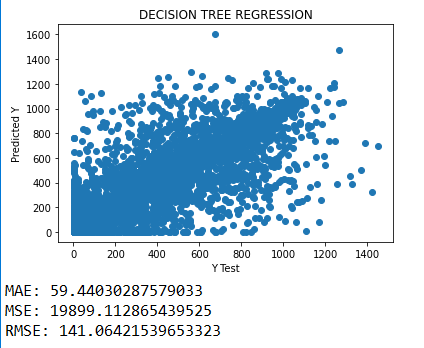 DECISION TREE REGRESSION
1600
1400
1200
1000
800
600
400
200
0
Predicted Y
0 200 400 600 800 1000 1200 1400
Y Test
MAE: 59.44030287579033
MSE: 19899.112865439525
RMSE: 141.06421539653323